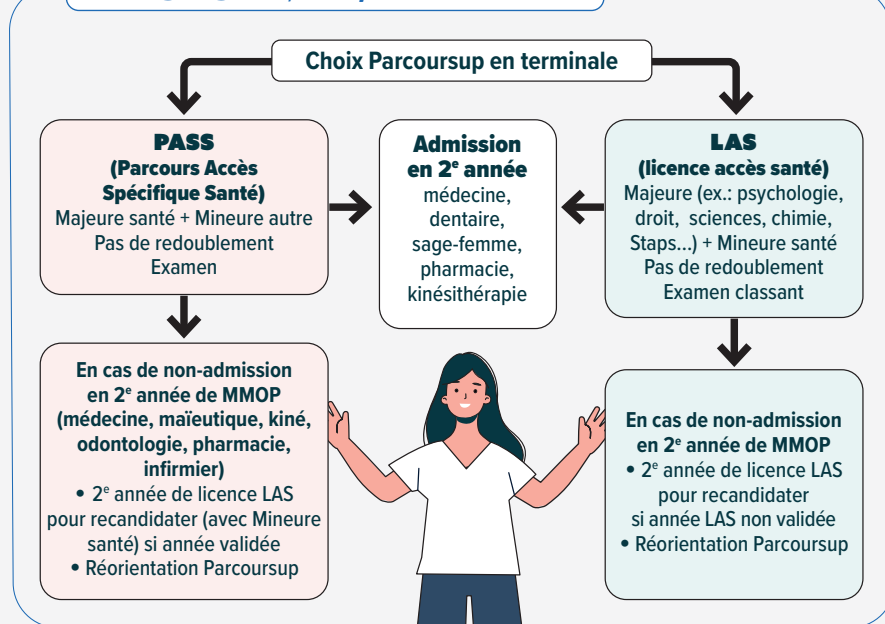 Choix Parcoursup en terminale
PASS
(Parcours Accès
Spécifique Santé)
Majeure santé + Mineure autre
Pas de redoublement
Examen
Admission
en 2e année
médecine,
dentaire,
sage-femme,
pharmacie,
kinésithérapie
LAS
(licence accès santé)
Majeure (ex.: psychologie,
droit, sciences, chimie,
Staps...) + Mineure santé
Pas de redoublement
Examen classant
En cas de non-admission
en 2e année de MMOP
(médecine, maïeutique, kiné,
odontologie, pharmacie,
infirmier)
• 2e année de licence LAS
pour recandidater (avec Mineure
santé) si année validée
• Réorientation Parcoursup
En cas de non-admission
en 2e année de MMOP
• 2e année de licence LAS
pour recandidater
si année LAS non validée
• Réorientation Parcoursup